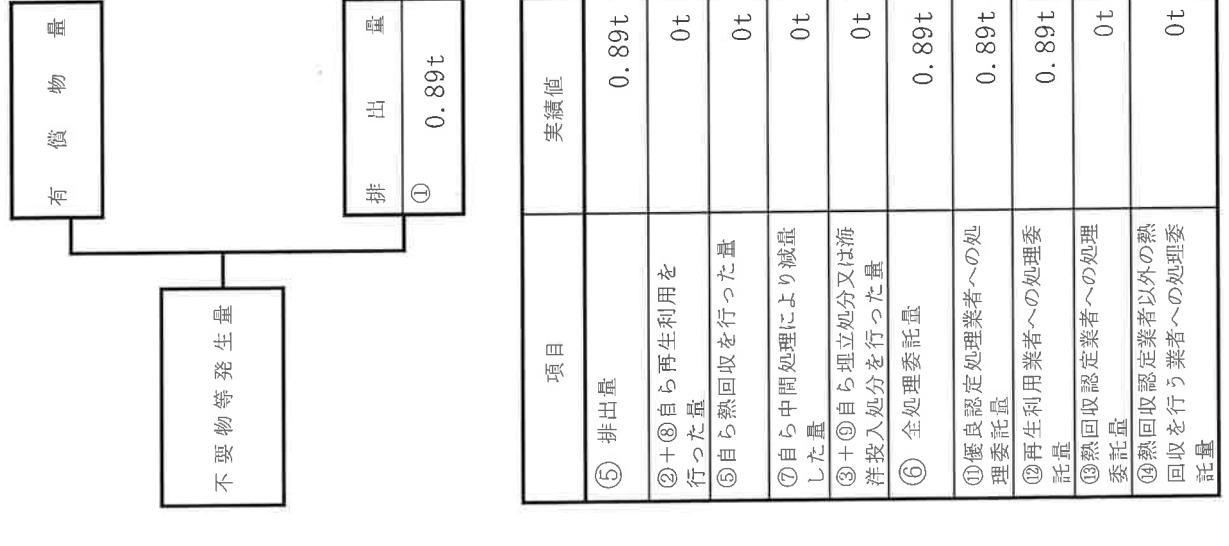 有償物量
不要物等発生量
排出量
① 0.89t
項目 実績値
⑤ 排出量 0.89t
②＋⑧自ら再生利用を
行った量 0t
⑤自ら熱回収を行った量 0t
⑦自ら中間処理により減量
した量 0t
③＋⑨自ら埋立処分又は海
洋投入処分を行った量 0t
⑥ 全処理委託量 0.89t
⑪優良認定処理業者への処
理委託量 0.89t
⑫再生利用業者への処理委
託量 0.89t
⑬熱回収認定業者への処理
委託量 0t
⑭熱回収認定業者以外の熱
回収を行う業者への処理委
託量 0t